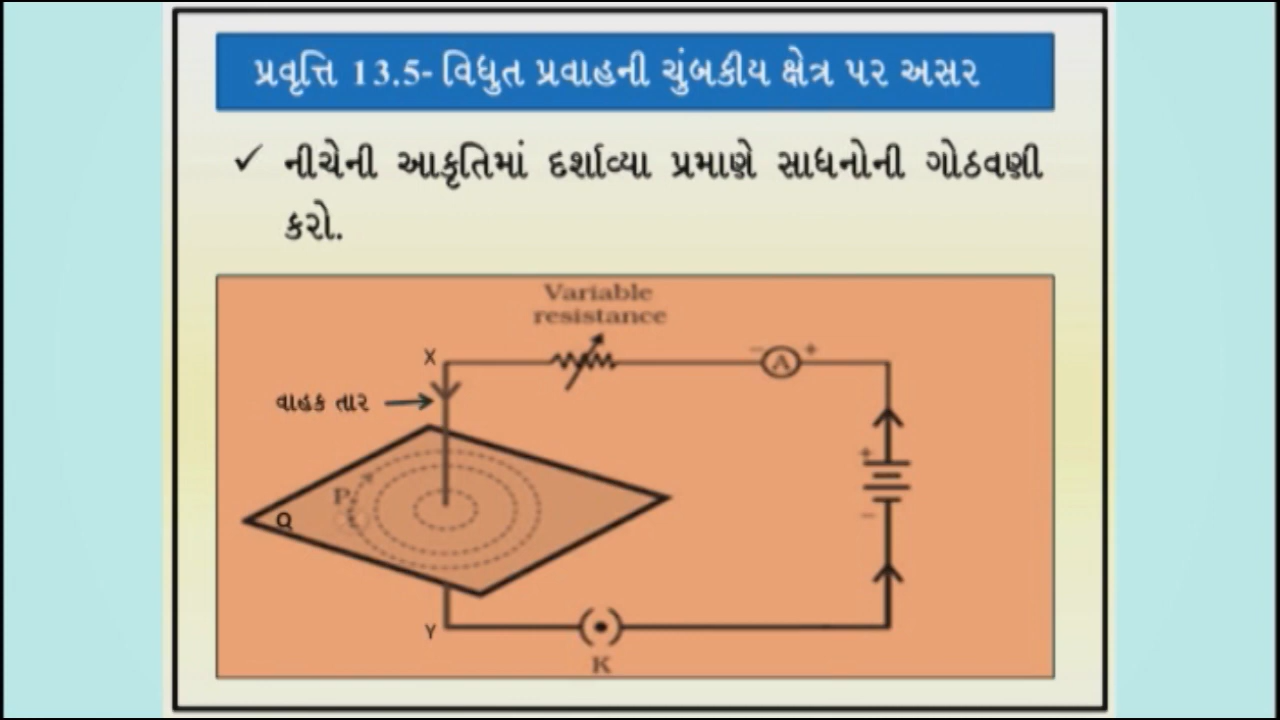 પ્રવૃત્તિ 13.5- વિધુત પ્રવાહની ચુંબકીય ક્ષેત્ર પર અસર
✓ નીચેની આકૃતિમાં દર્શાવ્યા પ્રમાણે સાધનોની ગોઠવણી
કરો.
Variable
resistance
X
− A +
વાહક તાર
+
P
Q
−
Y
K